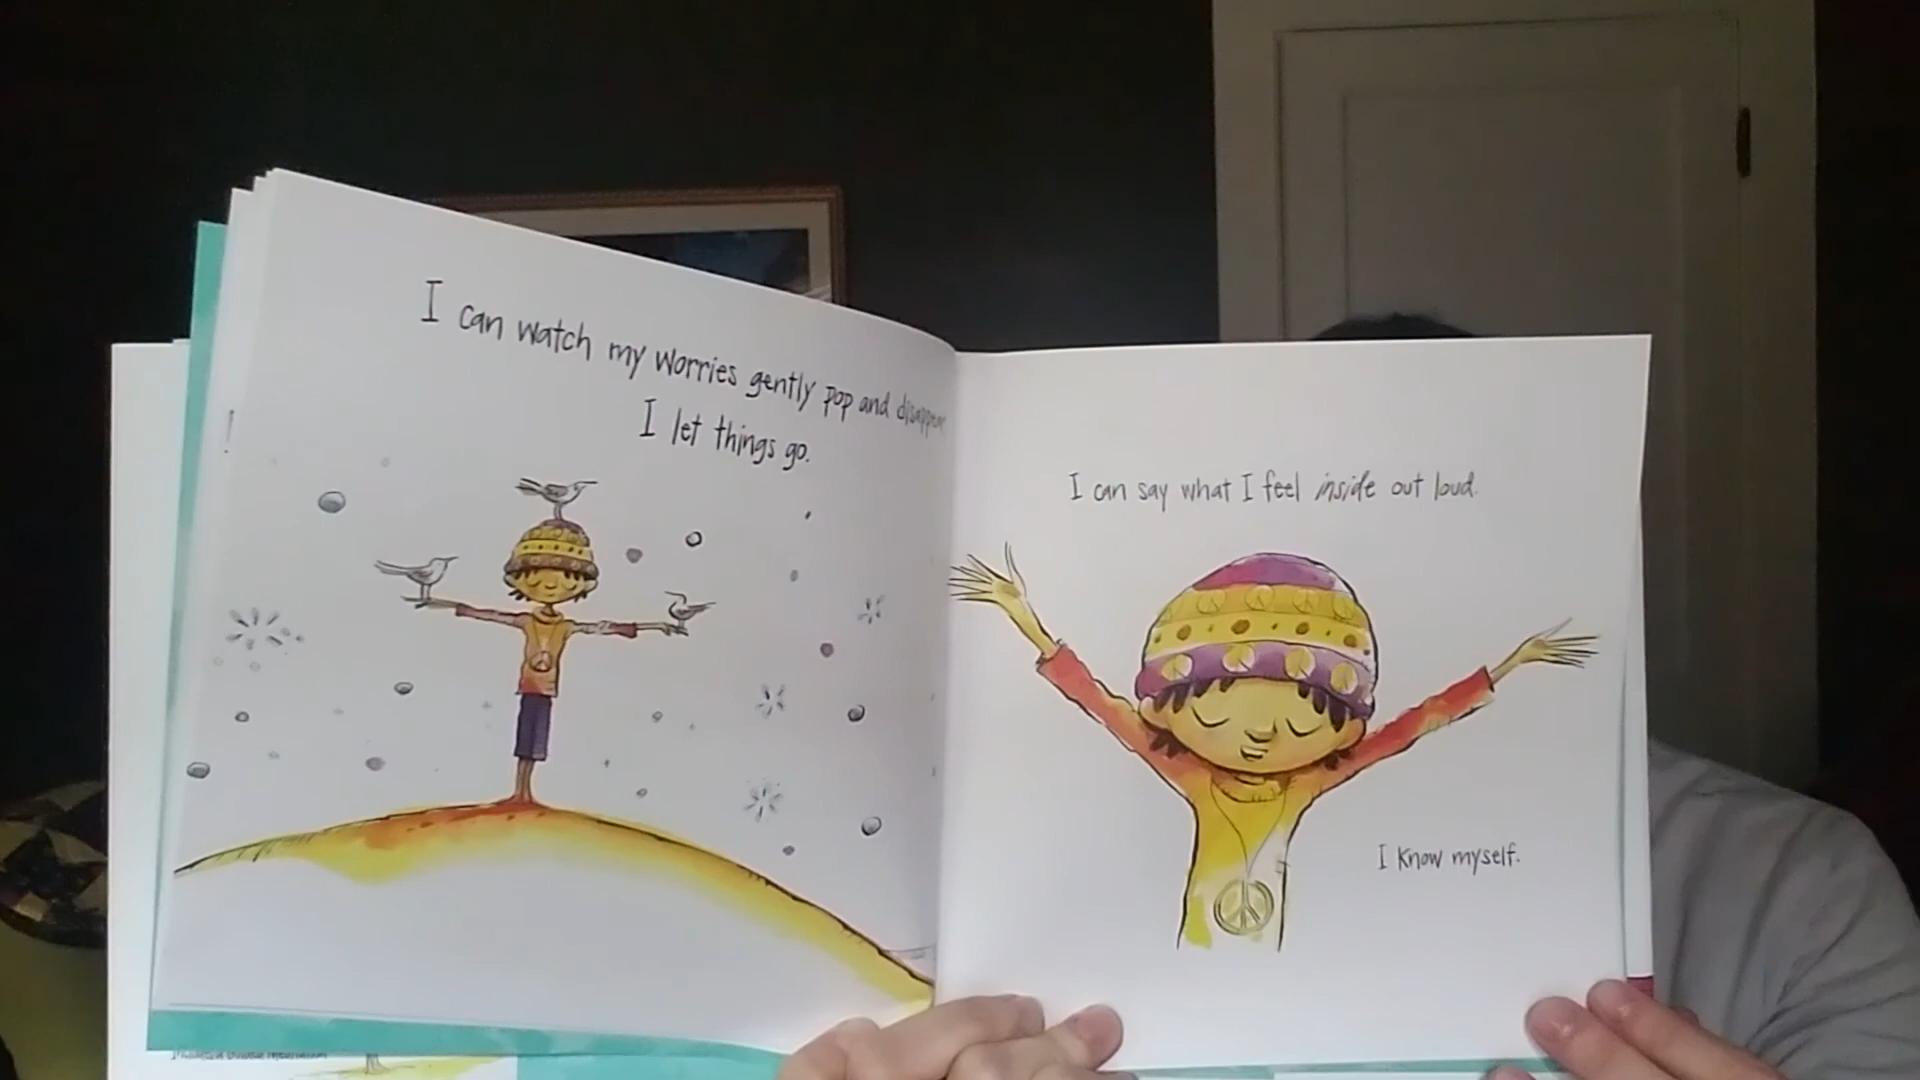 I can watch my worries gently pop and disappear.
I let things go.
I can say what I feel inside out loud.
I know myself.